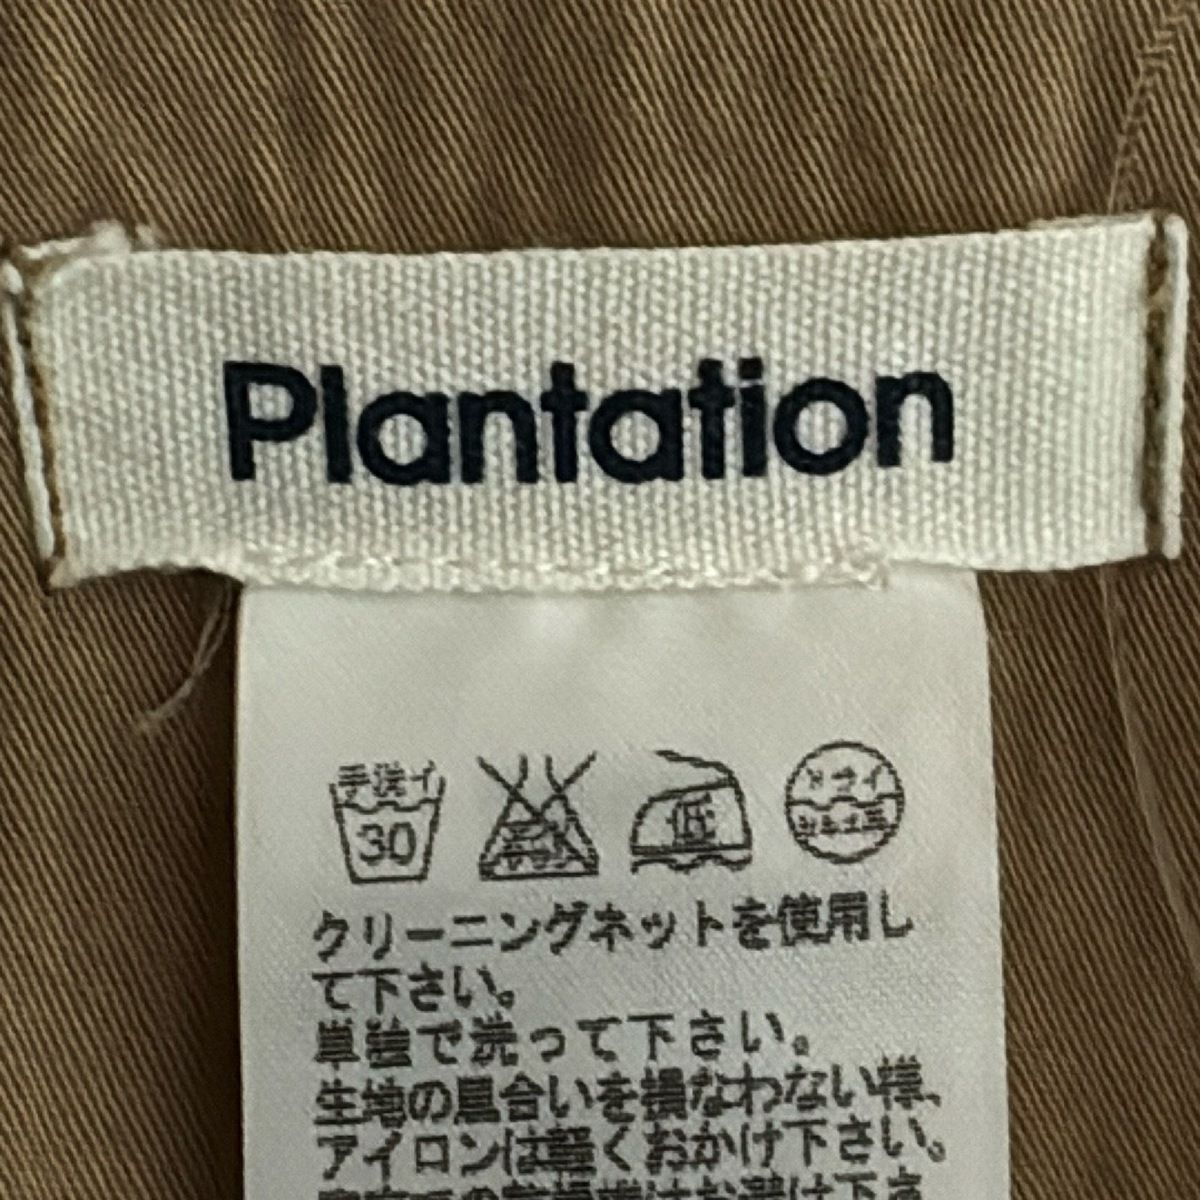 Plantation
手洗イ
30
低
ドライ
クリーニングネットを使用し
て下さい。
単独で洗って下さい。
生地の風合いを損なわない様、
アイロンは軽くおかけ下さい。